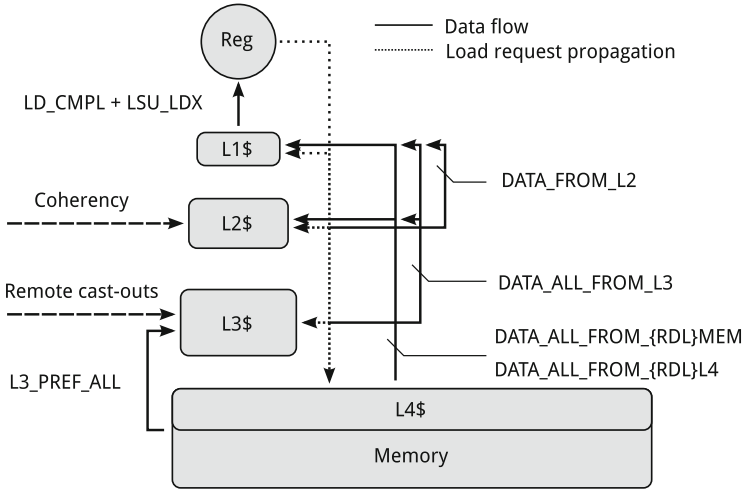 Reg
Data flow
Load request propagation
LD_CMPL + LSU_LDX
L1$
DATA_FROM_L2
Coherency
L2$
DATA_ALL_FROM_L3
Remote cast-outs
L3$
DATA_ALL_FROM_{RDL}MEM
DATA_ALL_FROM_{RDL}L4
L3_PREF_ALL
L4$
Memory